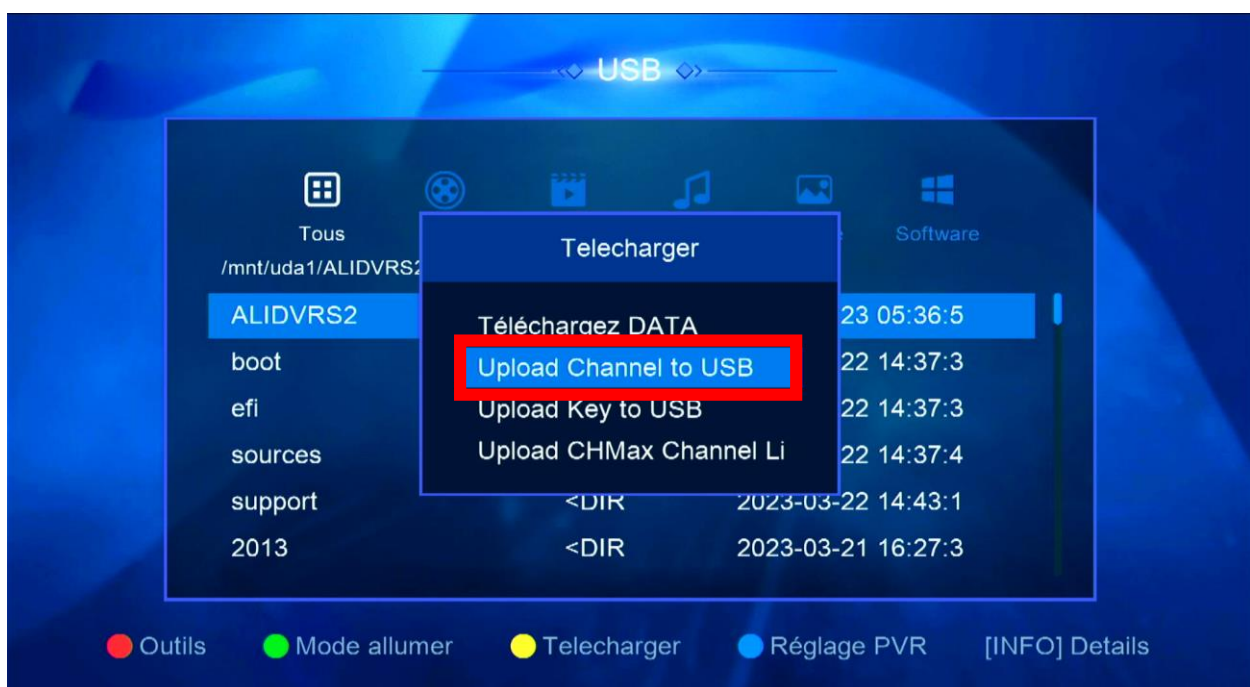 USB
Tous
Software
/mnt/uda1/ALIDVRS2
Telecharger
Téléchargez DATA
Upload Channel to USB
Upload Key to USB
Upload CHMax Channel Li
ALIDVRS2 23 05:36:5
boot 22 14:37:3
efi 22 14:37:3
sources 22 14:37:4
support <DIR 2023-03-22 14:43:1
2013 <DIR 2023-03-21 16:27:3
Outils Mode allumer Telecharger Réglage PVR [INFO] Details